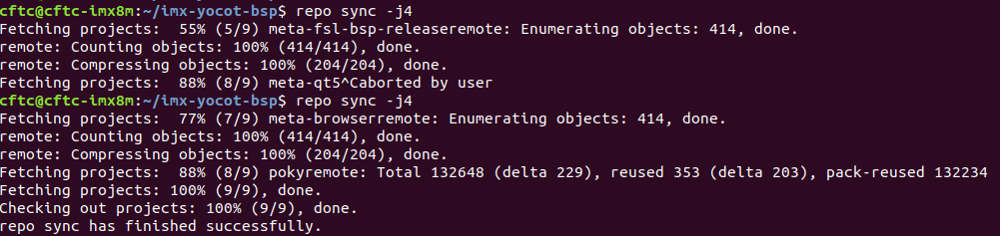 cftc@cftc-imx8m:~/imx-yocot-bsp$ repo sync -j4
Fetching projects:  55% (5/9) meta-fsl-bsp-releaseremote: Enumerating objects: 414, done.
remote: Counting objects: 100% (414/414), done.
remote: Compressing objects: 100% (204/204), done.
Fetching projects:  88% (8/9) meta-qt5^Caborted by user
cftc@cftc-imx8m:~/imx-yocot-bsp$ repo sync -j4
Fetching projects:  77% (7/9) meta-browserremote: Enumerating objects: 414, done.
remote: Counting objects: 100% (414/414), done.
remote: Compressing objects: 100% (204/204), done.
Fetching projects:  88% (8/9) pokyremote: Total 132648 (delta 229), reused 353 (delta 203), pack-reused 132234
Fetching projects: 100% (9/9), done.
Checking out projects: 100% (9/9), done.
repo sync has finished successfully.